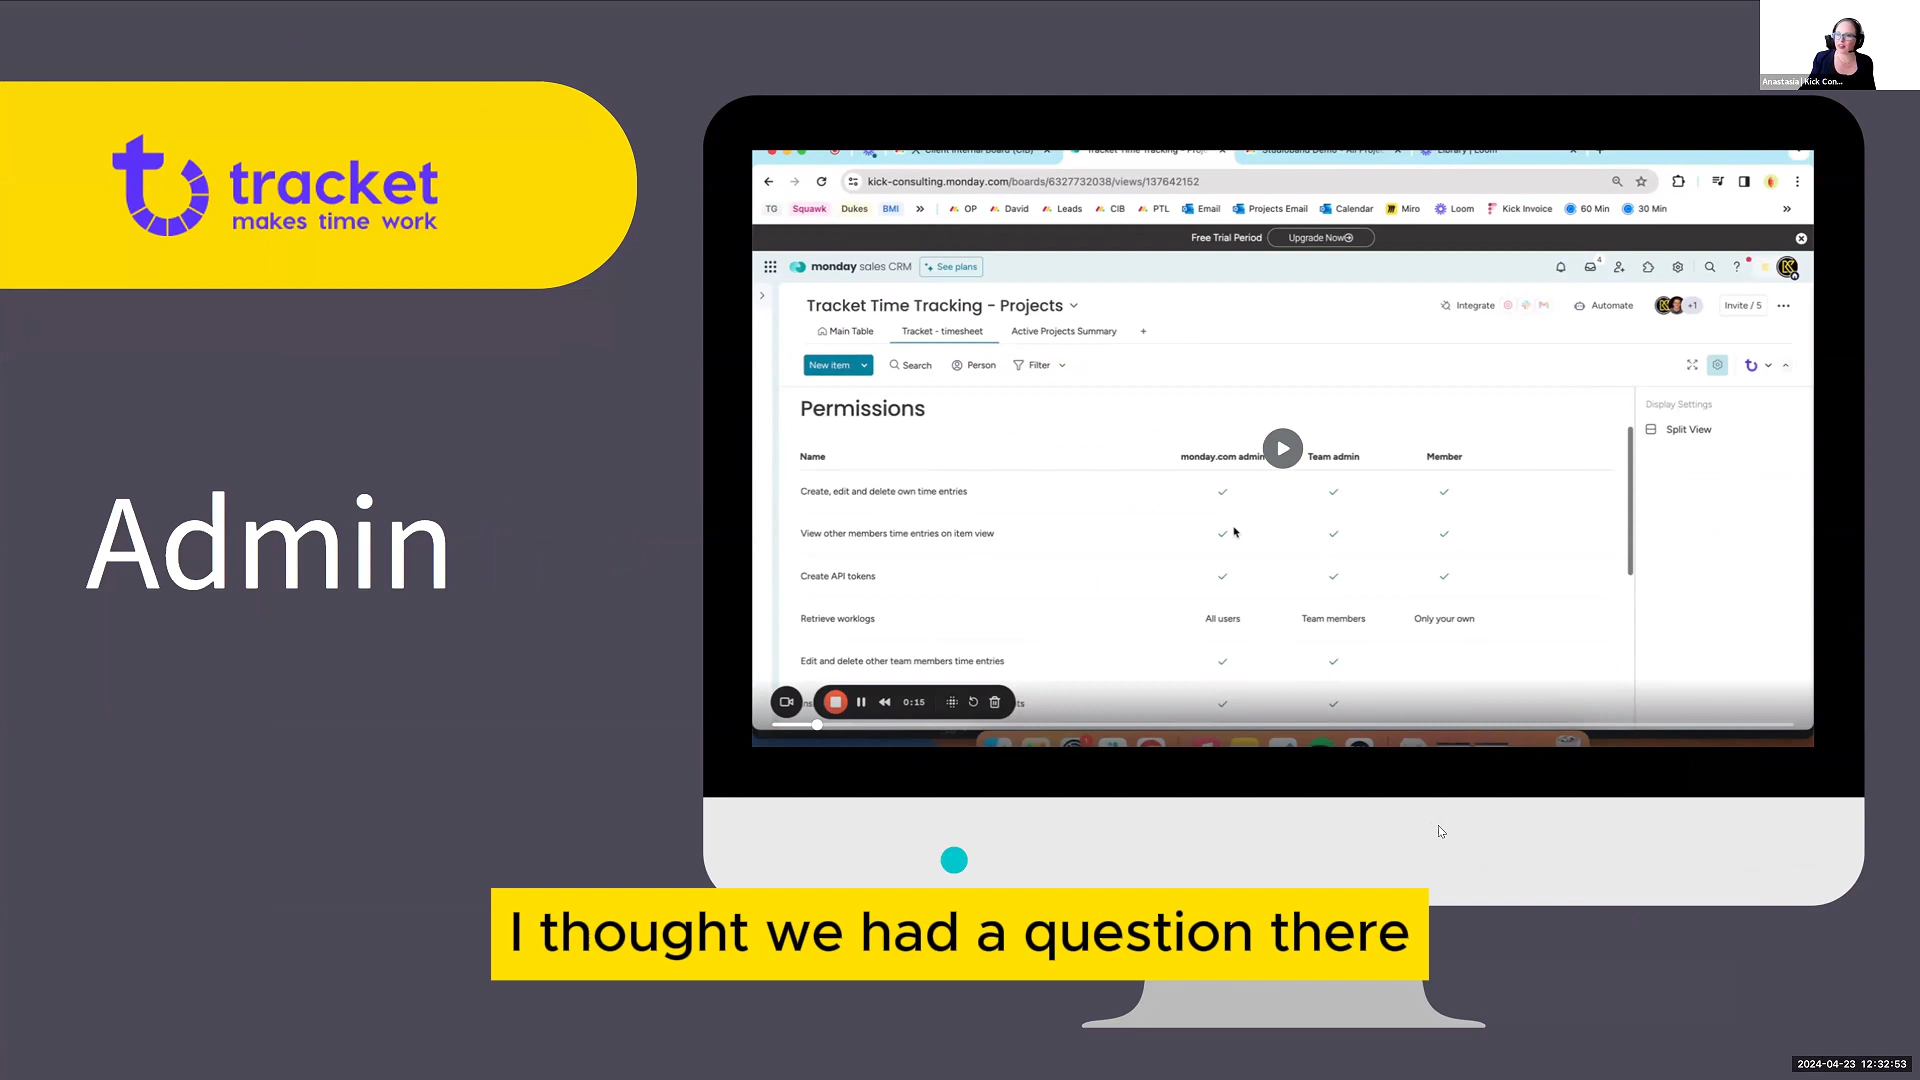 Anastasia | Kick Con...
tracket
makes time work
Admin
kick-consulting.monday.com/boards/6327732038/views/137642152
TG Squawk Dukes BMI OP David Leads CIB PTL Email Projects Email Calendar Miro Loom Kick Invoice 60 Min 30 Min
Free Trial Period Upgrade Now
monday sales CRM See plans
4
Tracket Time Tracking - Projects
Integrate Automate +1 Invite / 5
Main Table Tracket - timesheet Active Projects Summary +
New item Search Person Filter
Permissions
Display Settings
Split View
Name monday.com admin Team admin Member
Create, edit and delete own time entries
View other members time entries on item view
Create API tokens
Retrieve worklogs All users Team members Only your own
Edit and delete other team members time entries
0:15
I thought we had a question there
2024-04-23 12:32:53